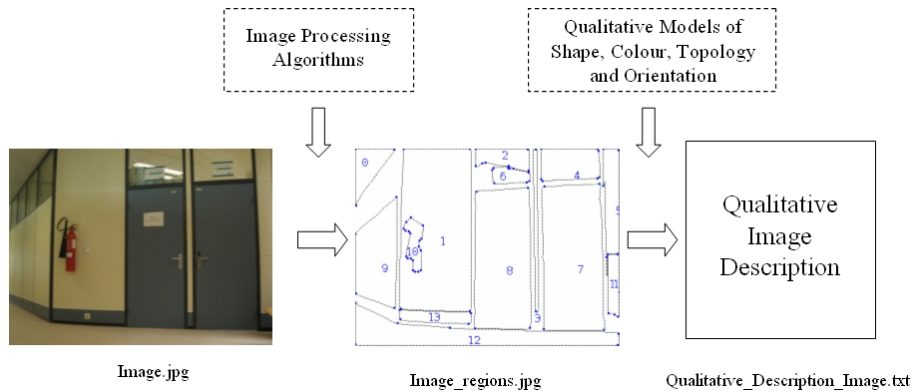 Image Processing
Algorithms
Qualitative Models of
Shape, Colour, Topology
and Orientation
0
2
6
4
1
10
9
8
7
11
13
3
12
Qualitative
Image
Description
Image.jpg
Image_regions.jpg
Qualitative_Description_Image.txt